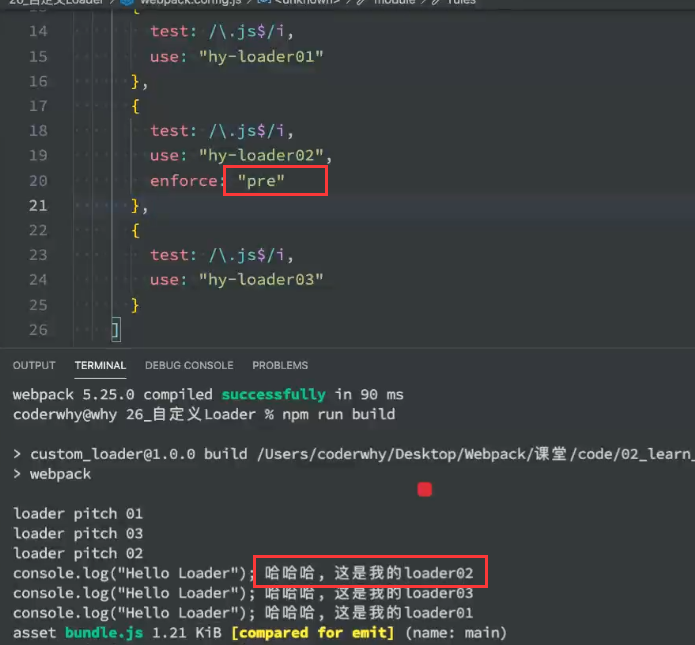 26_自定义Loader > webpack.config.js > <unknown> > module > rules
14 test: /\.js$/i,
15 use: "hy-loader01"
16 },
17 {
18 test: /\.js$/i,
19 use: "hy-loader02",
20 enforce: "pre"
21 },
22 {
23 test: /\.js$/i,
24 use: "hy-loader03"
25 }
26 ]
OUTPUT TERMINAL DEBUG CONSOLE PROBLEMS
webpack 5.25.0 compiled successfully in 90 ms
coderwhy@why 26_自定义Loader % npm run build
> custom_loader@1.0.0 build /Users/coderwhy/Desktop/Webpack/课堂/code/02_learn_
> webpack
loader pitch 01
loader pitch 03
loader pitch 02
console.log("Hello Loader"); 哈哈哈, 这是我的loader02
console.log("Hello Loader"); 哈哈哈, 这是我的loader03
console.log("Hello Loader"); 哈哈哈, 这是我的loader01
asset bundle.js 1.21 KiB [compared for emit] (name: main)